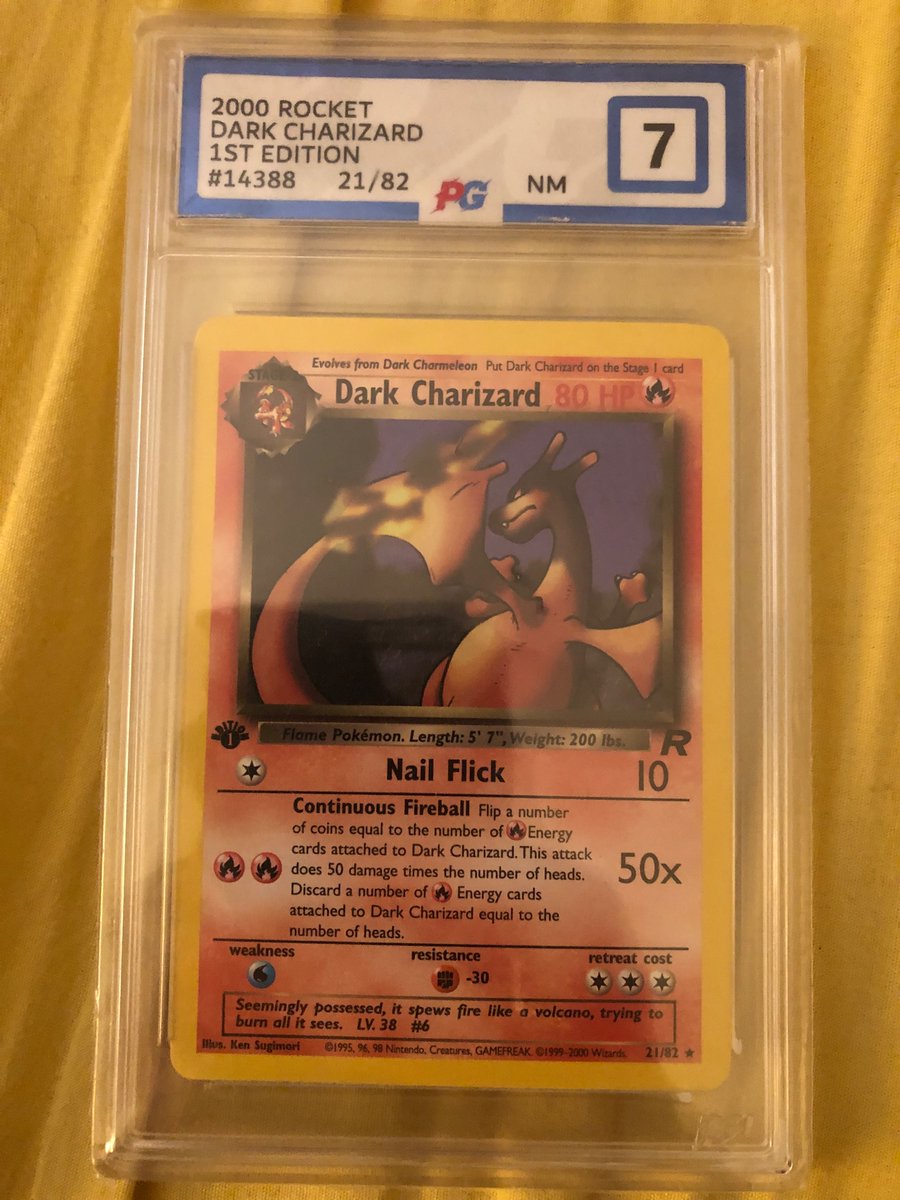 2000 ROCKET
DARK CHARIZARD
1ST EDITION
#14388 21/82 PG NM 7
Evolves from Dark Charmeleon Put Dark Charizard on the Stage 1 card
STAGE
Dark Charizard 80 HP
EDITION
1
Flame Pokémon. Length: 5' 7", Weight: 200 lbs.
R
Nail Flick 10
Continuous Fireball Flip a number
of coins equal to the number of Energy
cards attached to Dark Charizard. This attack
does 50 damage times the number of heads. 50x
Discard a number of Energy cards
attached to Dark Charizard equal to the
number of heads.
weakness resistance retreat cost
-30
Seemingly possessed, it spews fire like a volcano, trying to
burn all it sees. LV. 38 #6
Illus. Ken Sugimori ©1995, 96, 98 Nintendo, Creatures, GAMEFREAK. ©1999-2000 Wizards. 21/82 ★